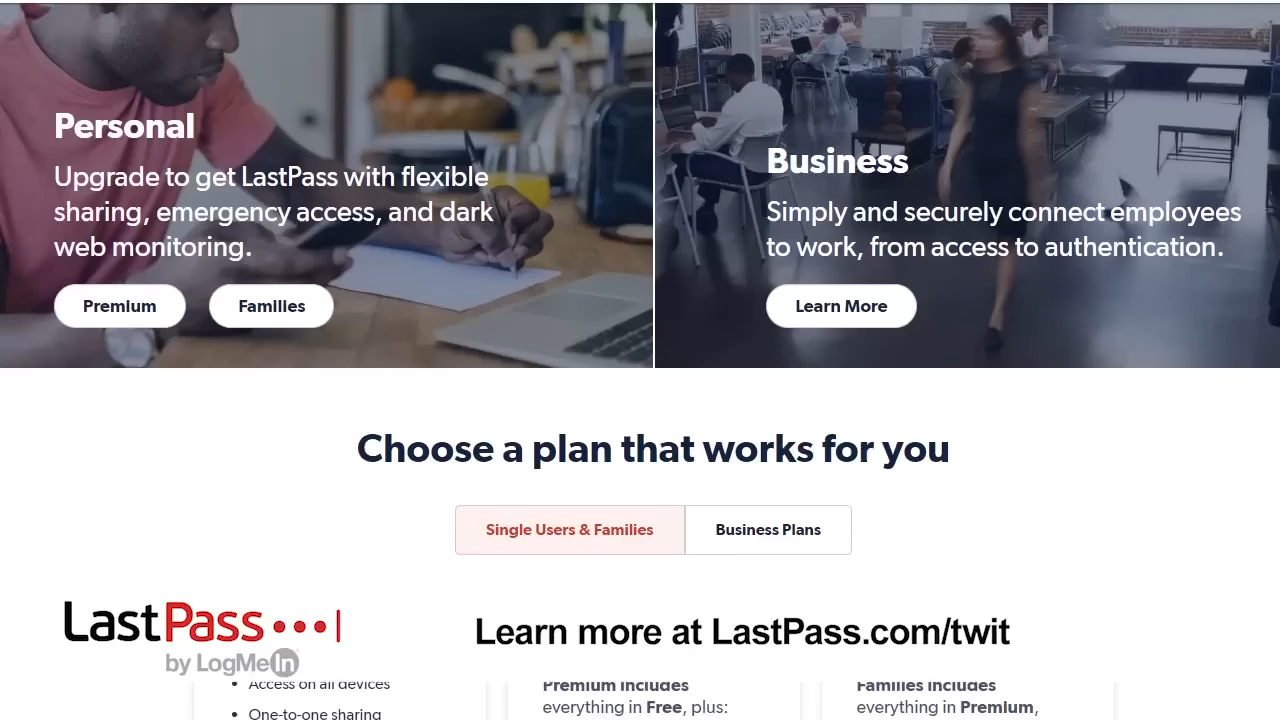 Personal
Upgrade to get LastPass with flexible
sharing, emergency access, and dark
web monitoring.
Premium
Families
Business
Simply and securely connect employees
to work, from access to authentication.
Learn More
Choose a plan that works for you
Single Users & Families
Business Plans
LastPass
by LogMeIn
Learn more at LastPass.com/twit
• Access on all devices
• One-to-one sharing
Premium includes
everything in Free, plus:
Families includes
everything in Premium,